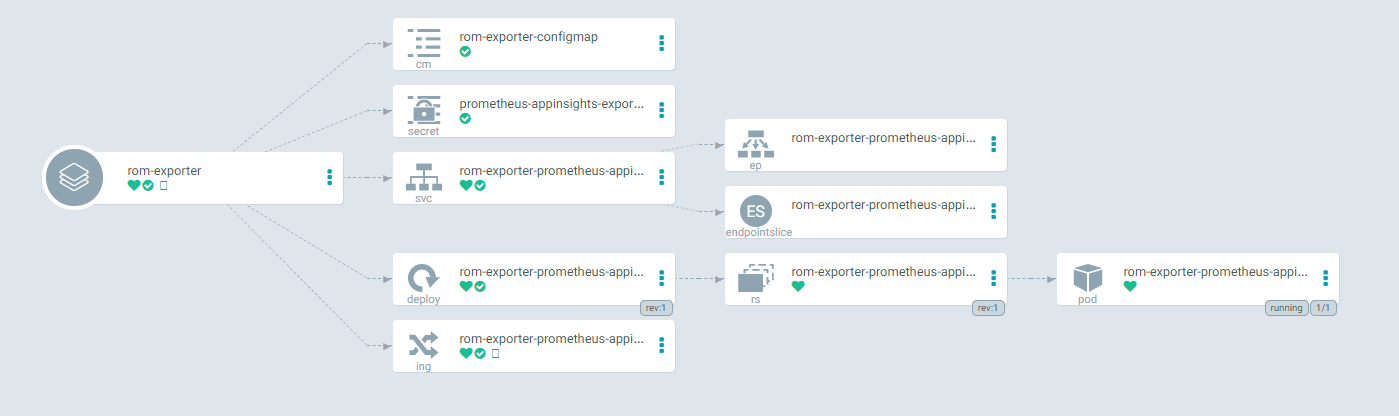 rom-exporter
rom-exporter-configmap
cm
prometheus-appinsights-expor...
secret
rom-exporter-prometheus-appi...
svc
rom-exporter-prometheus-appi...
deploy
rev:1
rom-exporter-prometheus-appi...
ing
rom-exporter-prometheus-appi...
ep
ES
rom-exporter-prometheus-appi...
endpointslice
rom-exporter-prometheus-appi...
rs
rev:1
rom-exporter-prometheus-appi...
pod
running 1/1